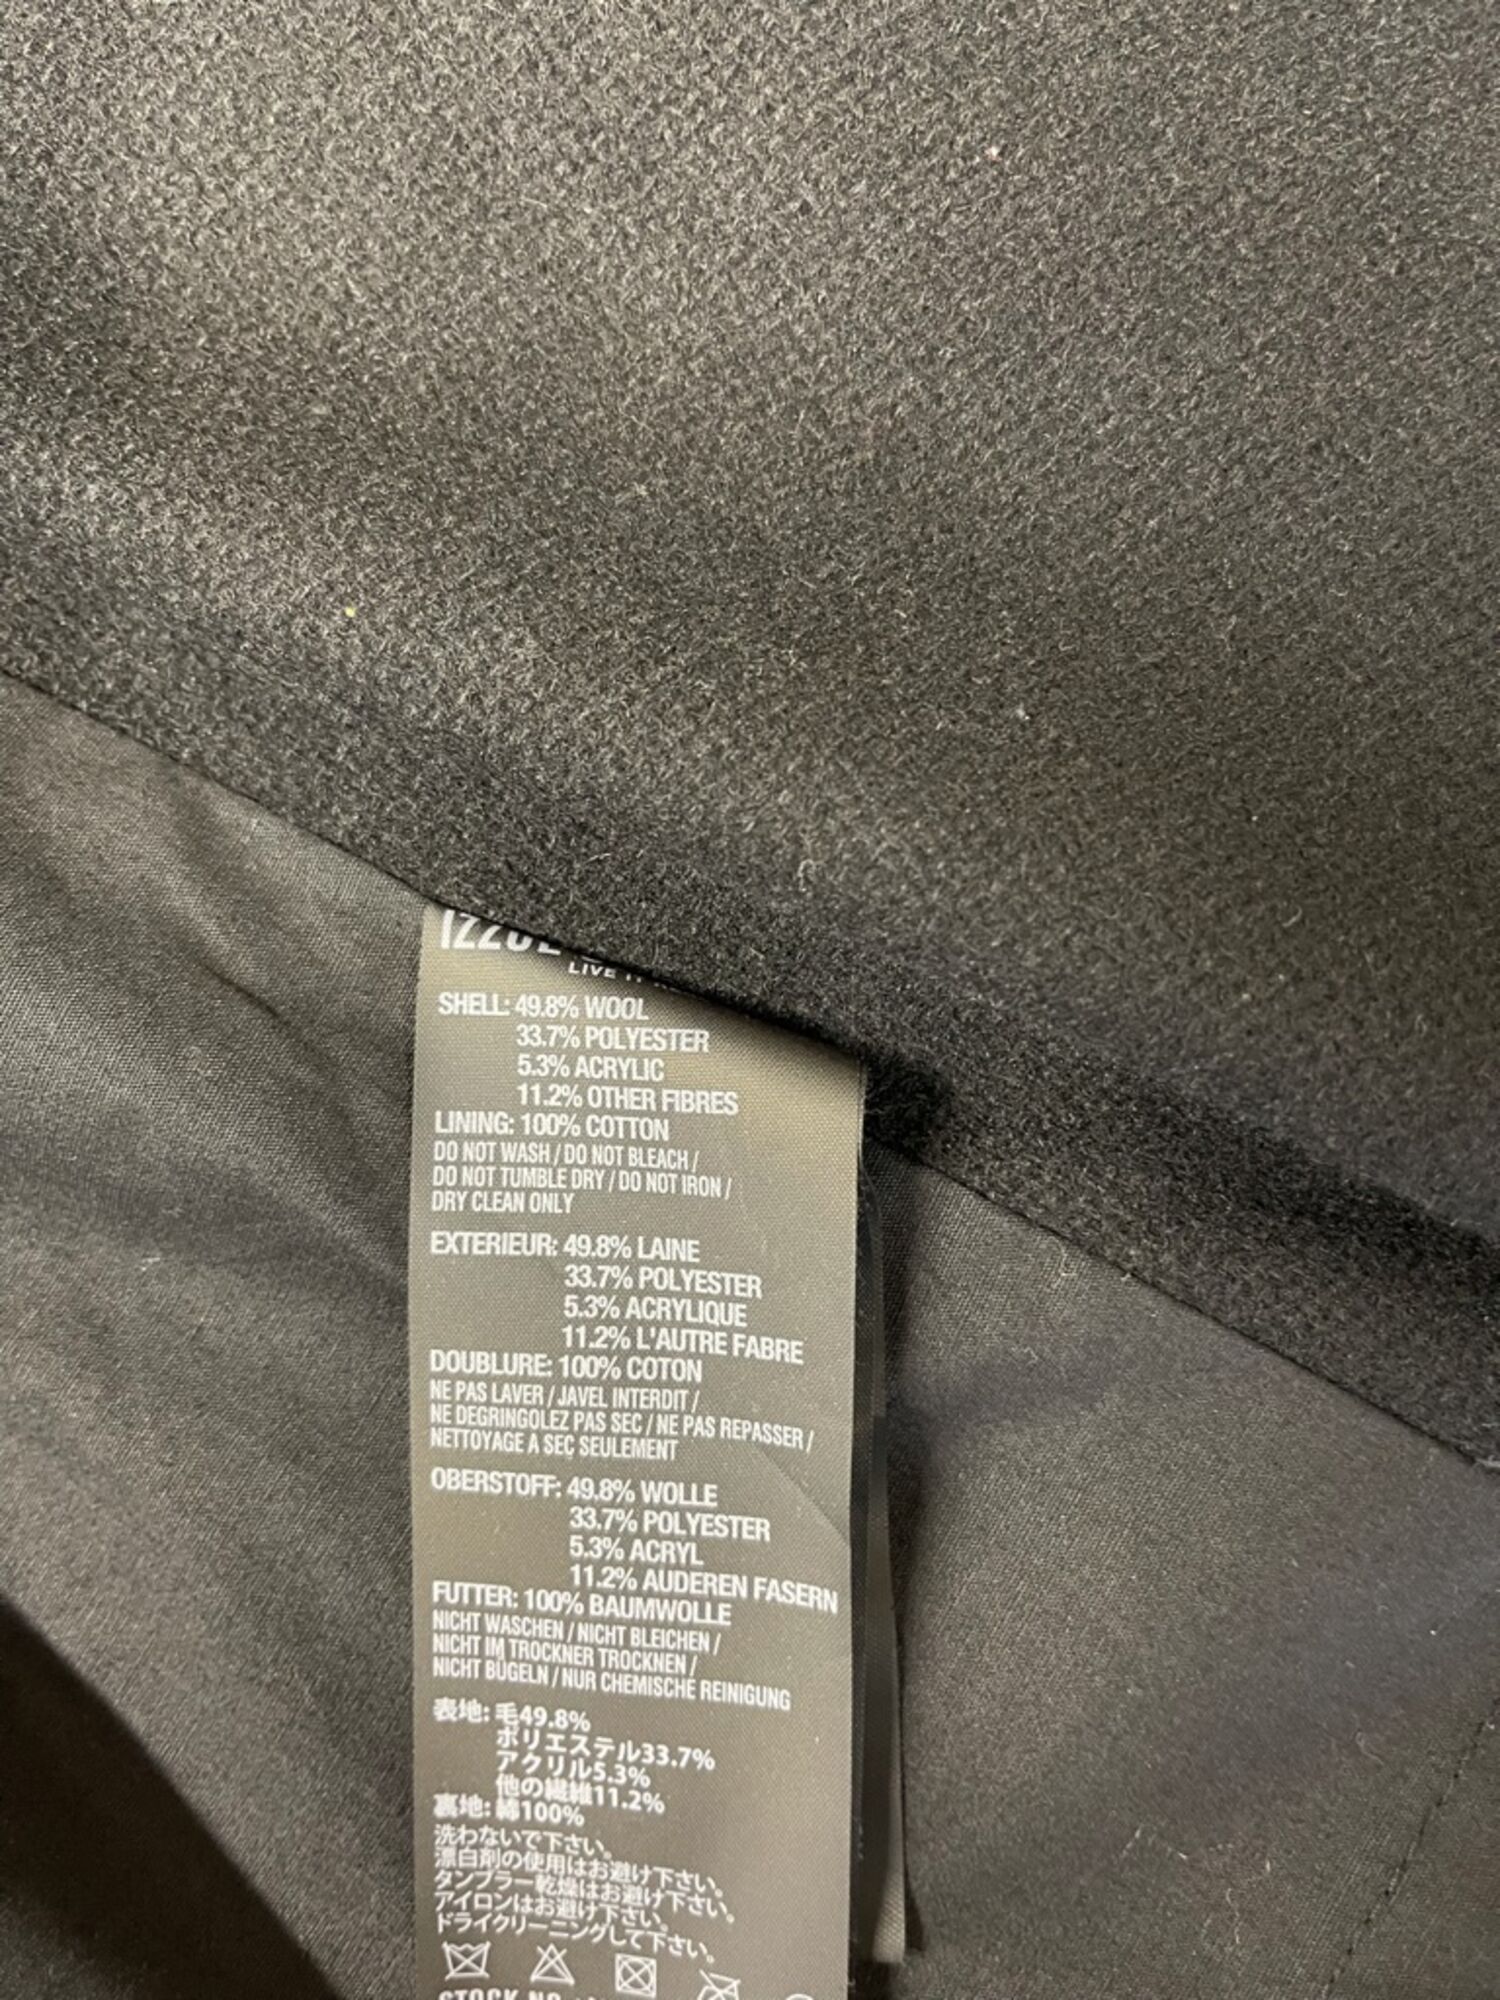 LIVE IT
SHELL: 49.8% WOOL
33.7% POLYESTER
5.3% ACRYLIC
11.2% OTHER FIBRES
LINING: 100% COTTON
DO NOT WASH / DO NOT BLEACH /
DO NOT TUMBLE DRY / DO NOT IRON /
DRY CLEAN ONLY
EXTERIEUR: 49.8% LAINE
33.7% POLYESTER
5.3% ACRYLIQUE
11.2% L'AUTRE FABRE
DOUBLURE: 100% COTON
NE PAS LAVER / JAVEL INTERDIT /
NE DEGRINGOLEZ PAS SEC / NE PAS REPASSER /
NETTOYAGE A SEC SEULEMENT
OBERSTOFF: 49.8% WOLLE
33.7% POLYESTER
5.3% ACRYL
11.2% AUDEREN FASERN
FUTTER: 100% BAUMWOLLE
NICHT WASCHEN / NICHT BLEICHEN /
NICHT IM TROCKNER TROCKNEN /
NICHT BÜGELN / NUR CHEMISCHE REINIGUNG
表地: 毛49.8%
ポリエステル33.7%
アクリル5.3%
他の繊維11.2%
裏地: 綿100%
洗わないで下さい。
漂白剤の使用はお避け下さい。
タンブラー乾燥はお避け下さい。
アイロンはお避け下さい。
ドライクリーニングして下さい。
STOCK NO